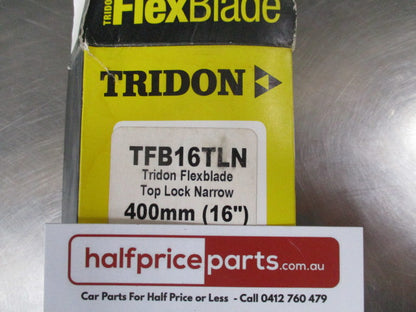 TRIDON FlexBlade
TRIDON
TFB16TLN
Tridon Flexblade
Top Lock Narrow
400mm (16")
halfpriceparts.com.au
Car Parts For Half Price or Less - Call 0412 760 479